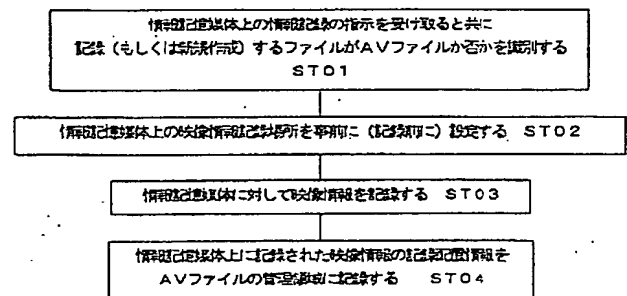 情報記憶媒体上の情報記録の指示を受け取ると共に
記録(もしくは新規作成)するファイルがAVファイルか否かを識別する
ST01
情報記憶媒体上の映像情報記録場所を事前に(記録前に)設定する ST02
情報記憶媒体に対して映像情報を記録する ST03
情報記憶媒体上に記録された映像情報の記録配置情報を
AVファイルの管理領域に記録する ST04